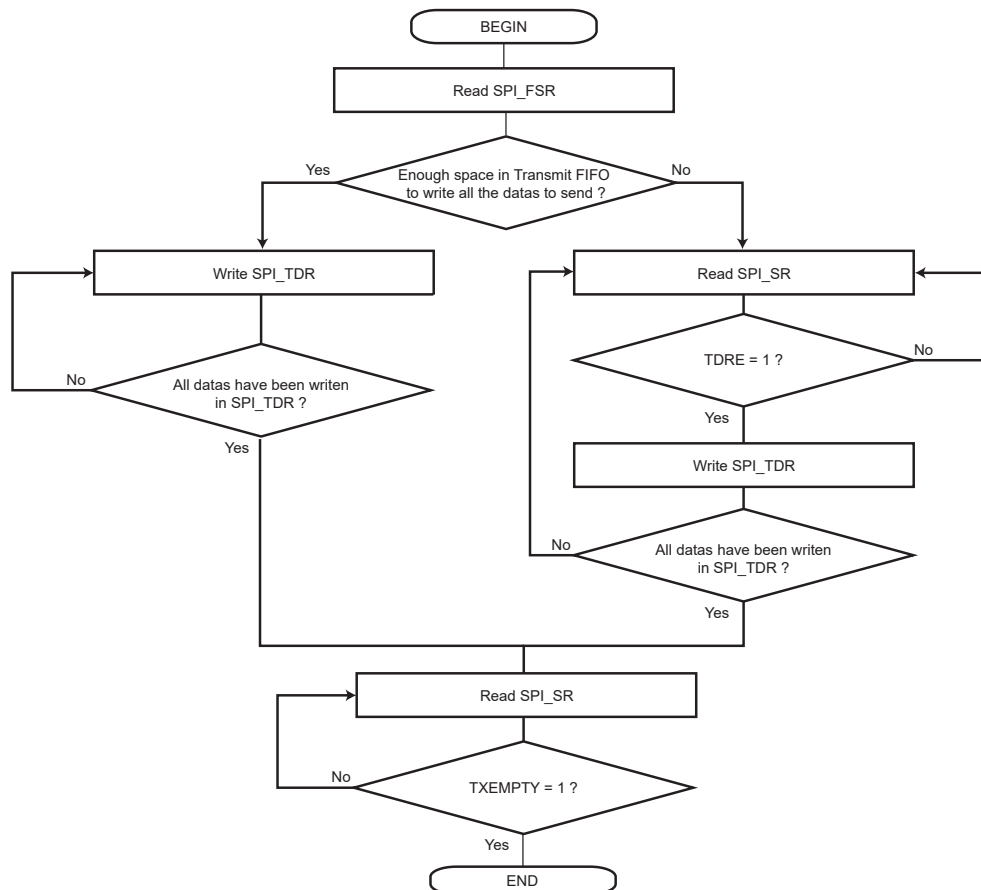 BEGIN
Read SPI_FSR
Yes
Enough space in Transmit FIFO
to write all the datas to send ?
No
Write SPI_TDR
Read SPI_SR
No
All datas have been writen
in SPI_TDR ?
Yes
TDRE = 1 ?
No
Yes
Write SPI_TDR
No
All datas have been writen
in SPI_TDR ?
Yes
Read SPI_SR
No
TXEMPTY = 1 ?
Yes
END